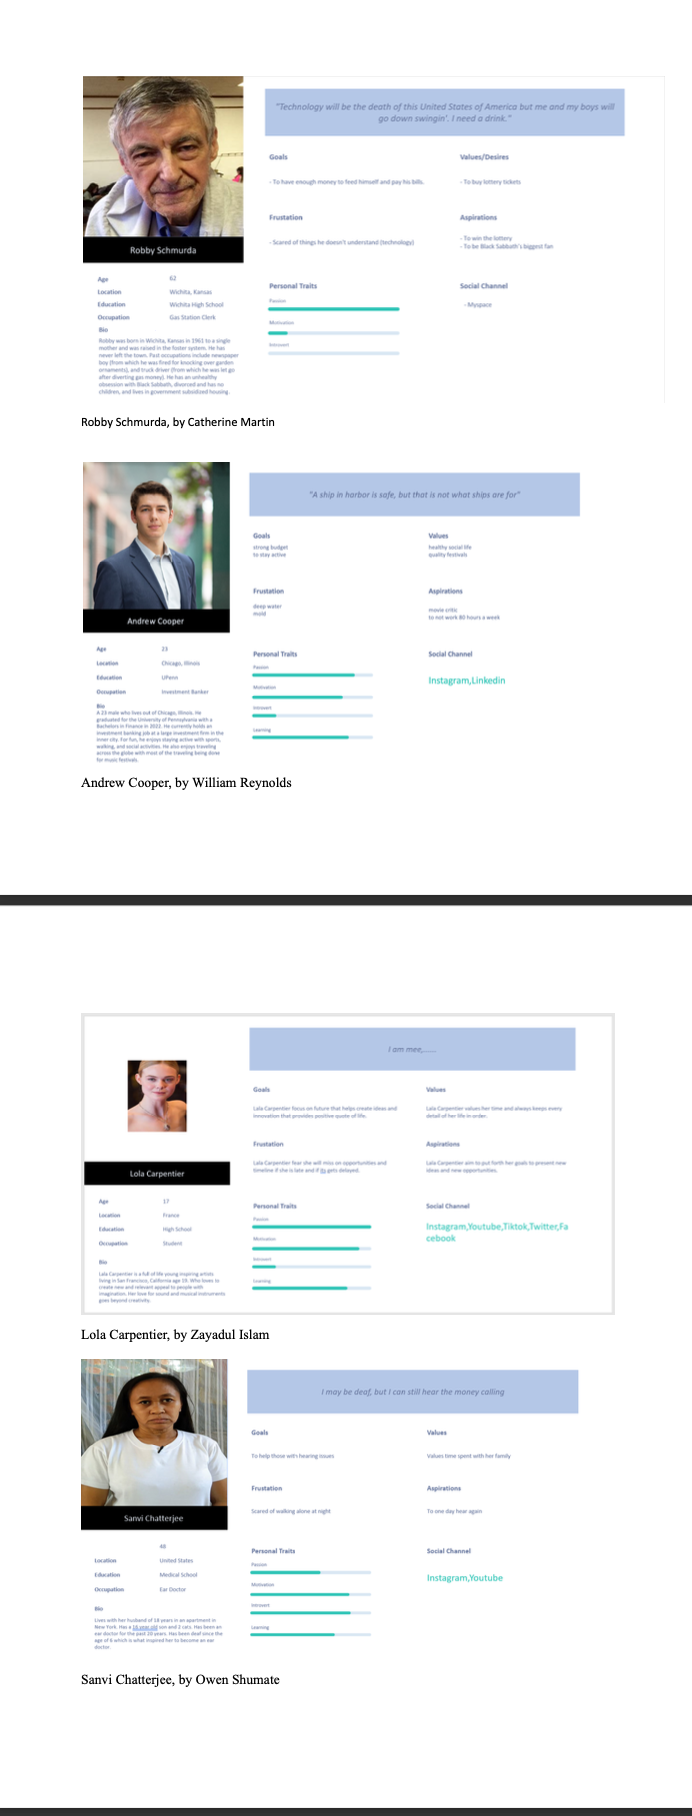 "Technology will be the death of this United States of America but me and my boys will
go down swingin'. I need a drink."
Goals
Values/Desires
- To have enough money to feed himself and pay his bills.
- To buy lottery tickets
Frustation
Aspirations
- Scared of things he doesn't understand (technology)
- To win the lottery
- To be Black Sabbath's biggest fan
Robby Schmurda
Personal Traits
Social Channel
Passion
- Myspace
Motivation
Introvert
Age 62
Location Wichita, Kansas
Education Wichita High School
Occupation Gas Station Clerk
Bio
Robby was born in Wichita, Kansas in 1961 to a single
mother and was raised in the foster system. He has
never left the town. Past occupations include newspaper
boy (from which he was fired for knocking over garden
ornaments), and truck driver (from which he was let go
after diverting gas money). He has an unhealthy
obsession with Black Sabbath, divorced and has no
children, and lives in government subsidized housing.
Robby Schmurda, by Catherine Martin
"A ship in harbor is safe, but that is not what ships are for"
Goals
strong budget
to stay active
Values
healthy social life
quality festivals
Frustation
deep water
mold
Aspirations
movie critic
to not work 80 hours a week
Andrew Cooper
Personal Traits
Passion
Motivation
Introvert
Learning
Social Channel
Instagram,Linkedin
Age 23
Location Chicago, Illinois
Education UPenn
Occupation Investment Banker
Bio
A 23 male who lives out of Chicago, Illinois. He
graduated for the University of Pennsylvania with a
Bachelors in Finance in 2022. He currently holds an
investment banking job at a large investment firm in the
inner city. For fun, he enjoys staying active with sports,
walking, and social activities. He also enjoys traveling
across the globe with most of the traveling being done
for music festivals.
Andrew Cooper, by William Reynolds
I am mee,......
Goals
Lala Carpentier focus on future that helps create ideas and
innovation that provides positive quote of life.
Values
Lala Carpentier values her time and always keeps every
detail of her life in order.
Frustation
Lala Carpentier fear she will miss on opportunities and
timeline if she is late and if its gets delayed.
Aspirations
Lala Carpentier aim to put forth her goals to present new
ideas and new opportunities.
Lola Carpentier
Personal Traits
Passion
Motivation
Introvert
Learning
Social Channel
Instagram,Youtube,Tiktok,Twitter,Fa
cebook
Age 17
Location France
Education High School
Occupation Student
Bio
Lala Carpentier is a full of life young inspiring artists
living in San Francisco, California age 19. Who loves to
create new and relevant appeal to people with
imagination. Her love for sound and musical instruments
goes beyond creativity.
Lola Carpentier, by Zayadul Islam
I may be deaf, but I can still hear the money calling
Goals
To help those with hearing issues
Values
Values time spent with her family
Frustation
Scared of walking alone at night
Aspirations
To one day hear again
Sanvi Chatterjee
Personal Traits
Passion
Motivation
Introvert
Learning
Social Channel
Instagram,Youtube
48
Location United States
Education Medical School
Occupation Ear Doctor
Bio
Lives with her husband of 18 years in an apartment in
New York. Has a 16 year old son and 2 cats. Has been an
ear doctor for the past 20 years. Has been deaf since the
age of 6 which is what inspired her to become an ear
doctor.
Sanvi Chatterjee, by Owen Shumate